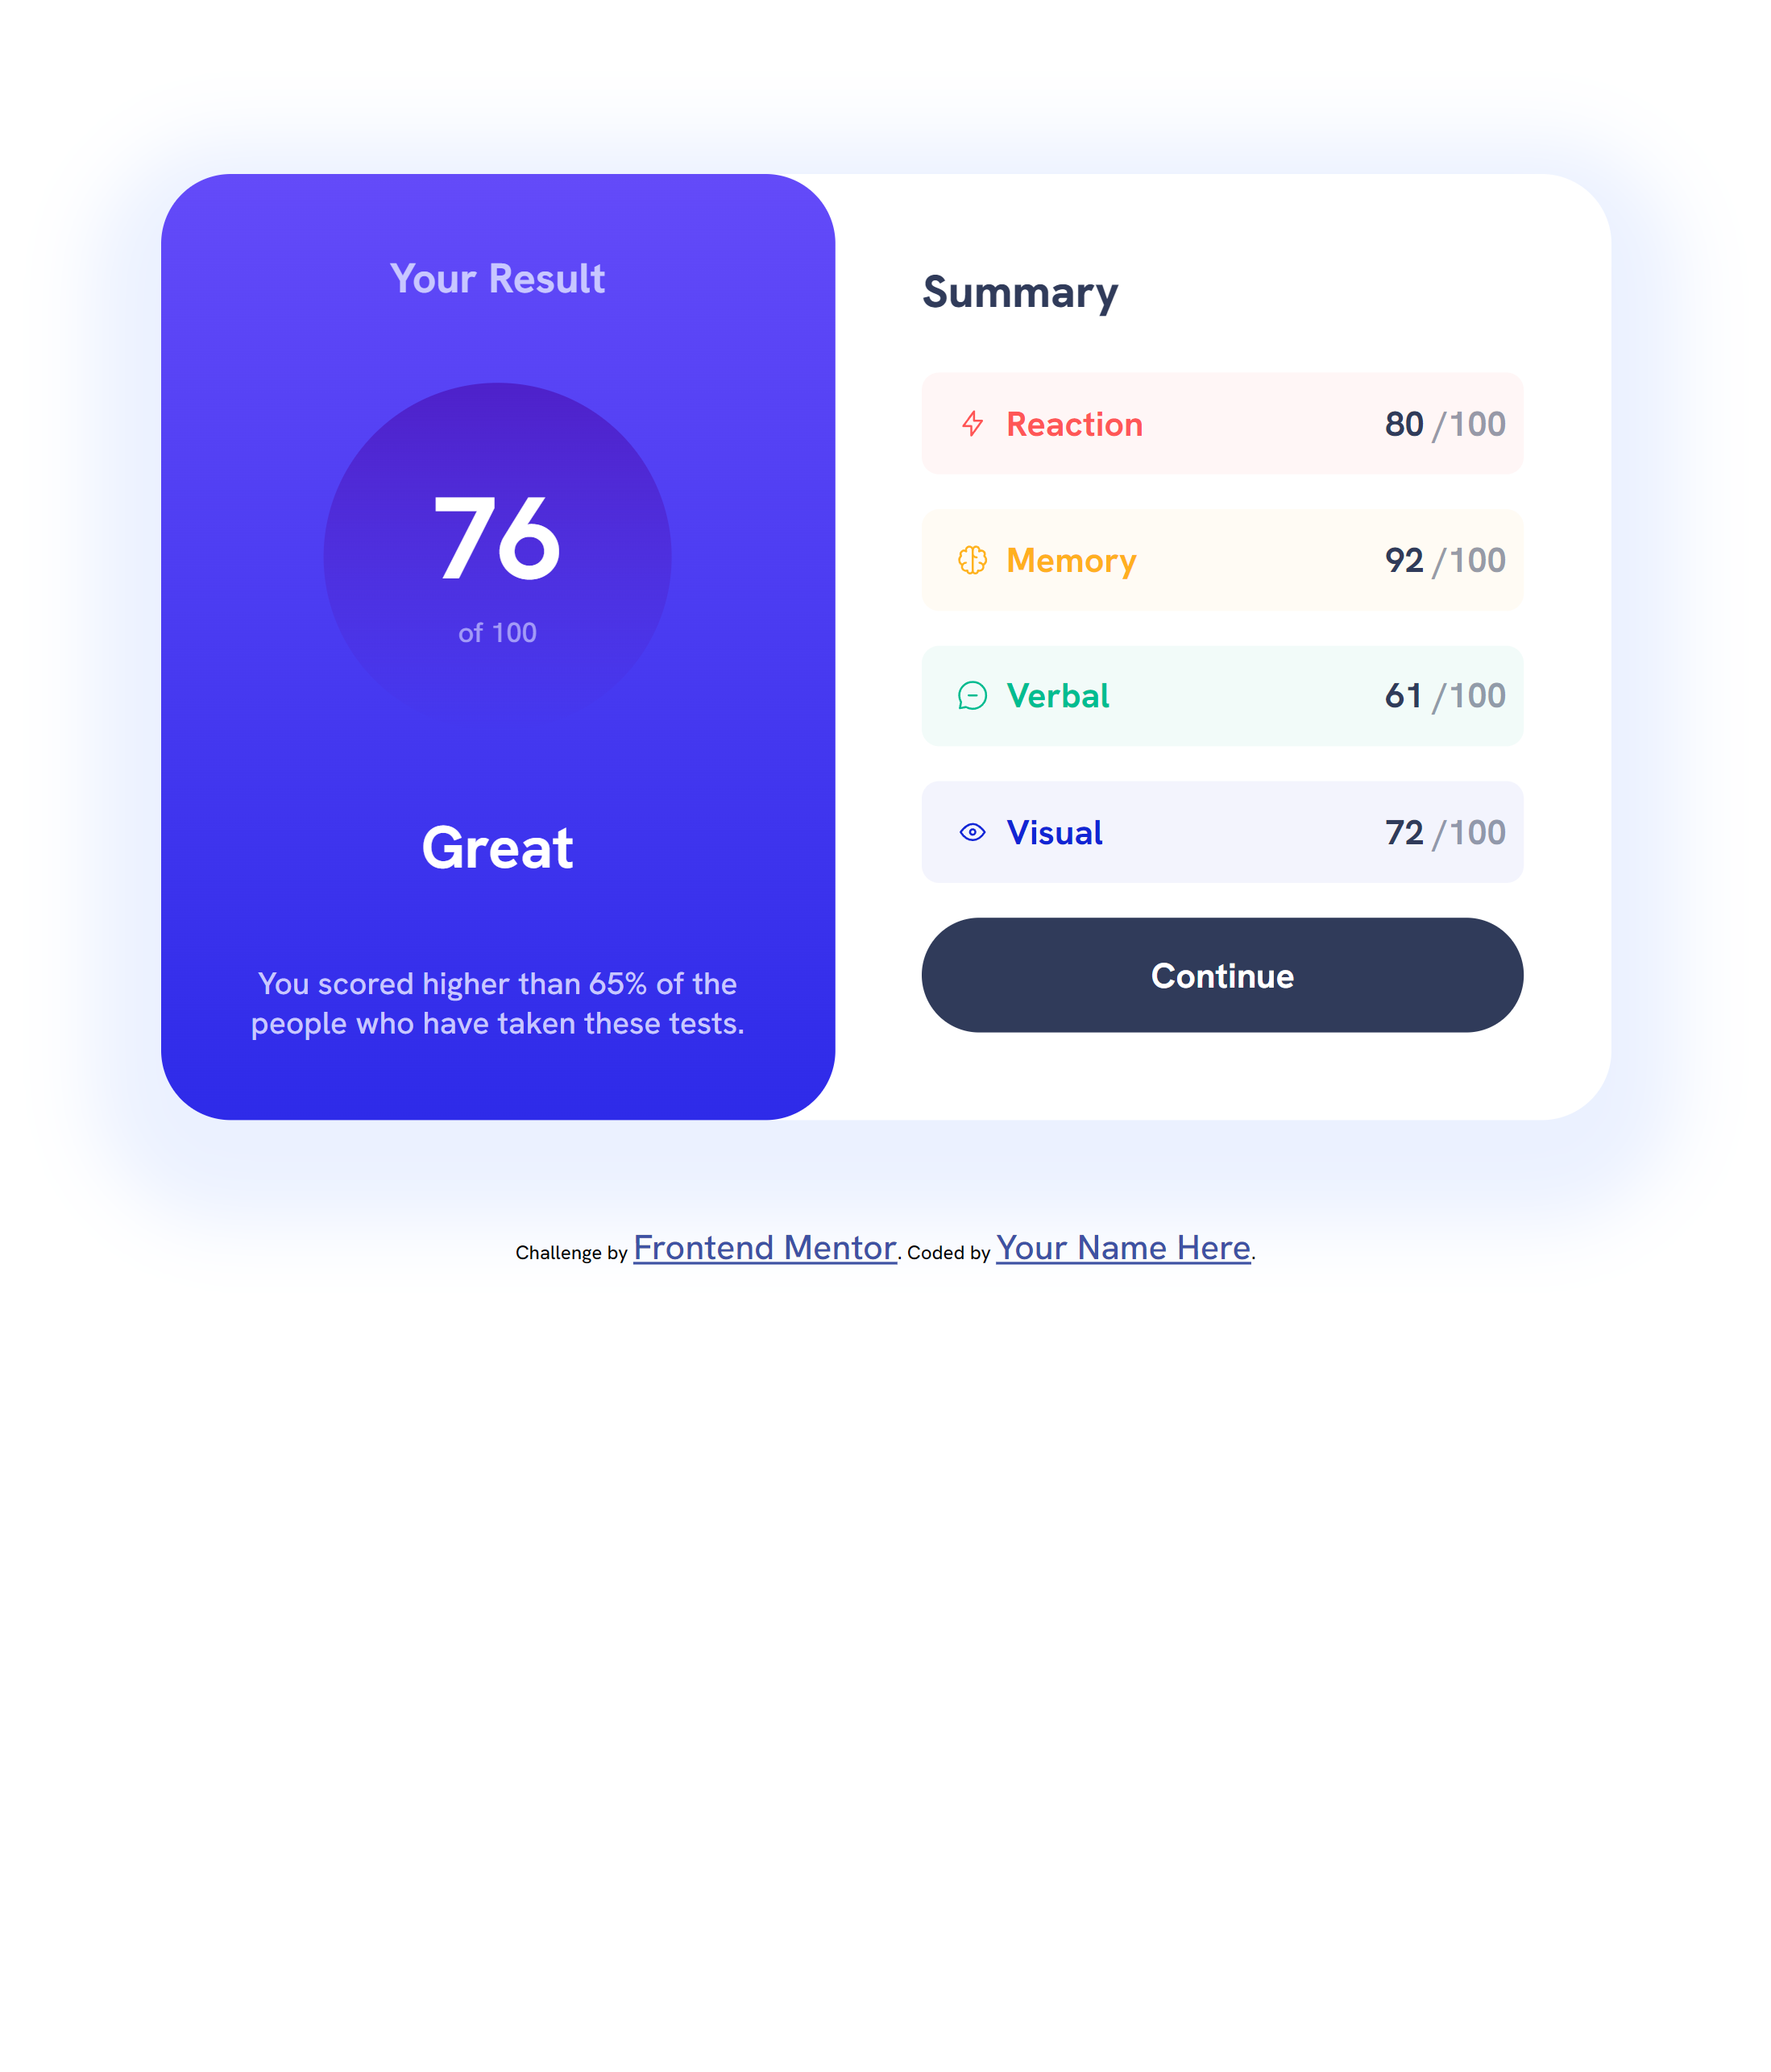 Your Result
76
of 100
Great
You scored higher than 65% of the
people who have taken these tests.
Summary
Reaction 80 /100
Memory 92 /100
Verbal 61 /100
Visual 72 /100
Continue
Challenge by Frontend Mentor. Coded by Your Name Here.